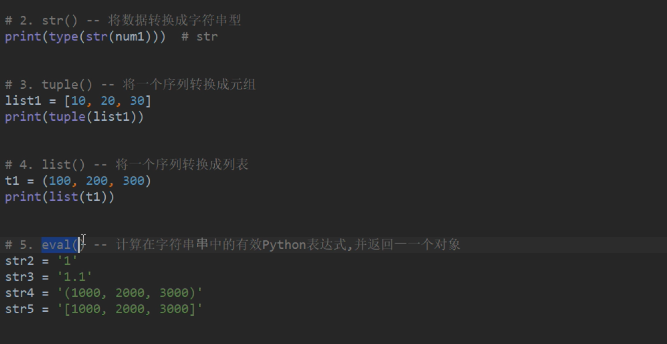 # 2. str() -- 将数据转换成字符串型
print(type(str(num1)))  # str
# 3. tuple() -- 将一个序列转换成元组
list1 = [10, 20, 30]
print(tuple(list1))
# 4. list() -- 将一个序列转换成列表
t1 = (100, 200, 300)
print(list(t1))
# 5. eval() -- 计算在字符串串中的有效Python表达式,并返回一一个对象
str2 = '1'
str3 = '1.1'
str4 = '(1000, 2000, 3000)'
str5 = '[1000, 2000, 3000]'